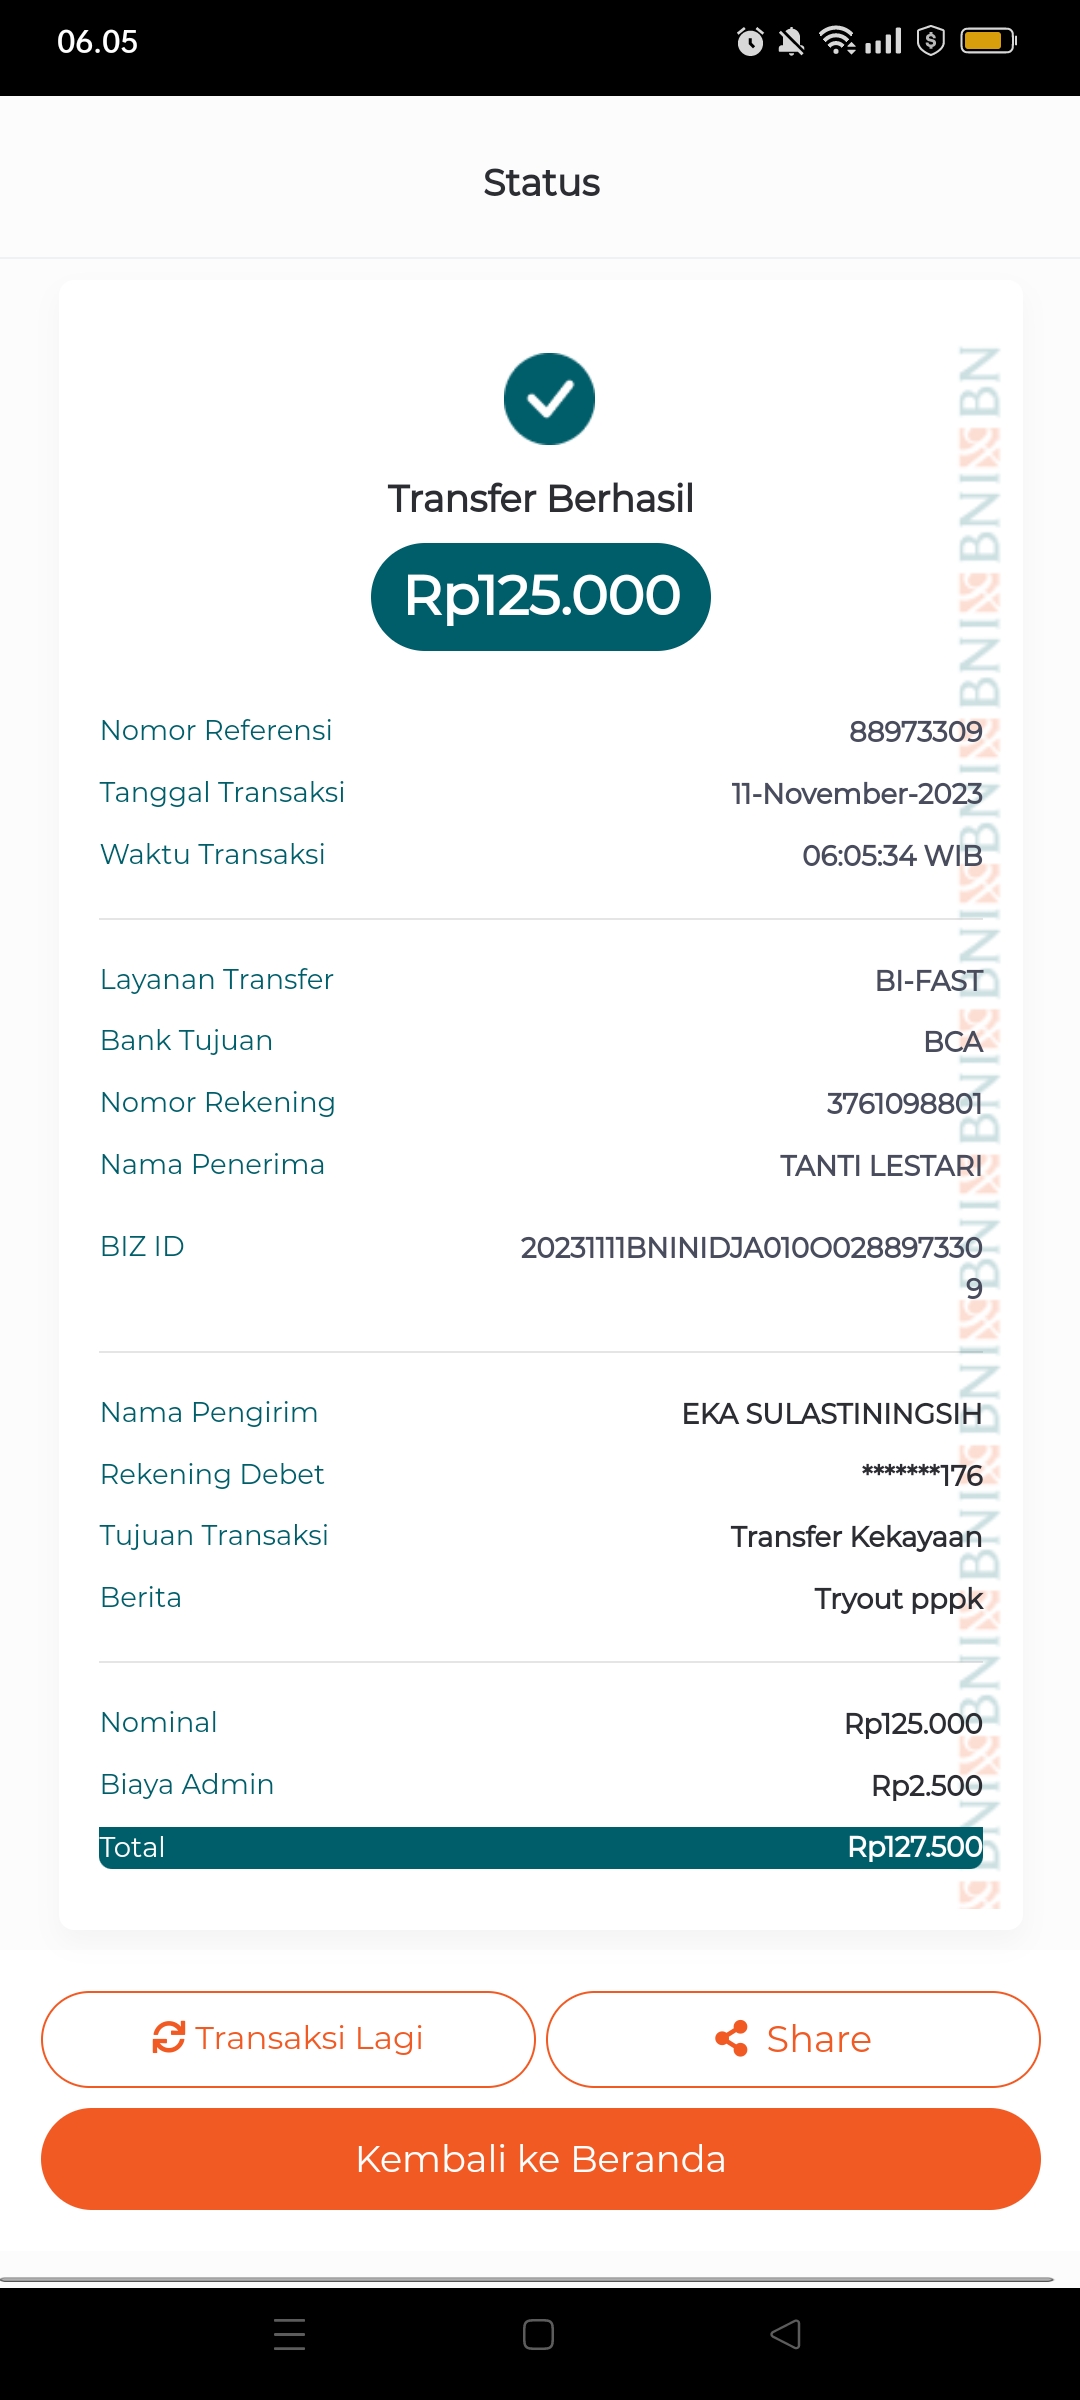 06.05
Status
Transfer Berhasil
Rp125.000
Nomor Referensi 88973309
Tanggal Transaksi 11-November-2023
Waktu Transaksi 06:05:34 WIB
Layanan Transfer BI-FAST
Bank Tujuan BCA
Nomor Rekening 3761098801
Nama Penerima TANTI LESTARI
BIZ ID 20231111BNINIDJA010O028897330
9
Nama Pengirim EKA SULASTININGSIH
Rekening Debet *******176
Tujuan Transaksi Transfer Kekayaan
Berita Tryout pppk
Nominal Rp125.000
Biaya Admin Rp2.500
Total Rp127.500
BNI BNI BNI BNI BNI BNI BNI BNI BNI BNI BN
Transaksi Lagi
Share
Kembali ke Beranda